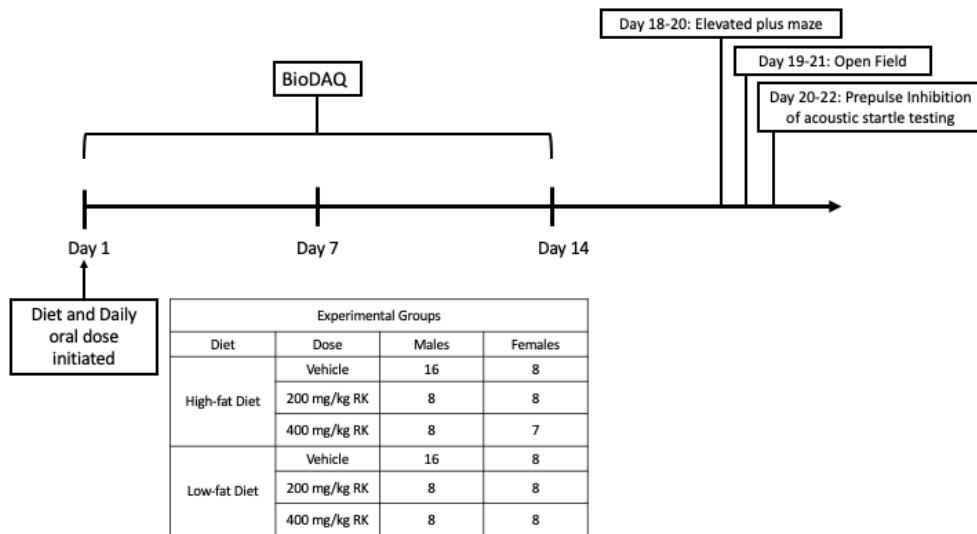 Day 18-20: Elevated plus maze
Day 19-21: Open Field
Day 20-22: Prepulse Inhibition
of acoustic startle testing
BioDAQ
Day 1
Day 7
Day 14
Diet and Daily
oral dose
initiated
Experimental Groups
Diet Dose Males Females
High-fat Diet
Vehicle 16 8
200 mg/kg RK 8 8
400 mg/kg RK 8 7
Low-fat Diet
Vehicle 16 8
200 mg/kg RK 8 8
400 mg/kg RK 8 8